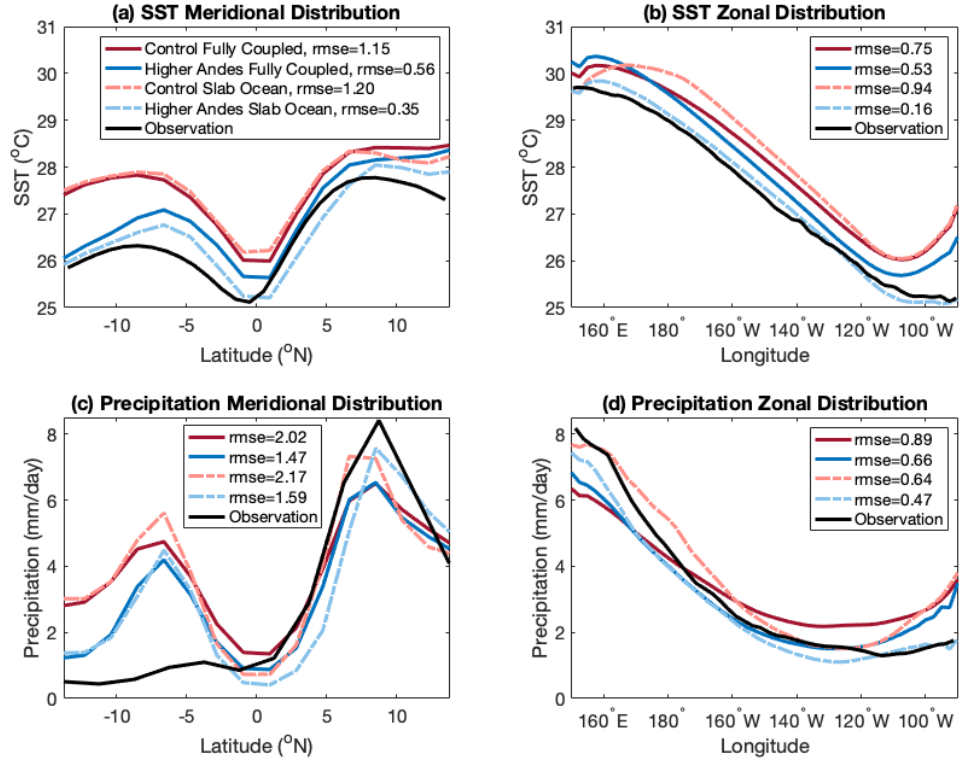 (a) SST Meridional Distribution
31
30
29
28
27
26
25
SST (°C)
Control Fully Coupled, rmse=1.15
Higher Andes Fully Coupled, rmse=0.56
Control Slab Ocean, rmse=1.20
Higher Andes Slab Ocean, rmse=0.35
Observation
-10 -5 0 5 10
Latitude (°N)
(b) SST Zonal Distribution
31
30
29
28
27
26
25
SST (°C)
rmse=0.75
rmse=0.53
rmse=0.94
rmse=0.16
Observation
160°E 180° 160°W 140°W 120°W 100°W
Longitude
(c) Precipitation Meridional Distribution
8
6
4
2
0
Precipitation (mm/day)
rmse=2.02
rmse=1.47
rmse=2.17
rmse=1.59
Observation
-10 -5 0 5 10
Latitude (°N)
(d) Precipitation Zonal Distribution
8
6
4
2
0
Precipitation (mm/day)
rmse=0.89
rmse=0.66
rmse=0.64
rmse=0.47
Observation
160°E 180° 160°W 140°W 120°W 100°W
Longitude